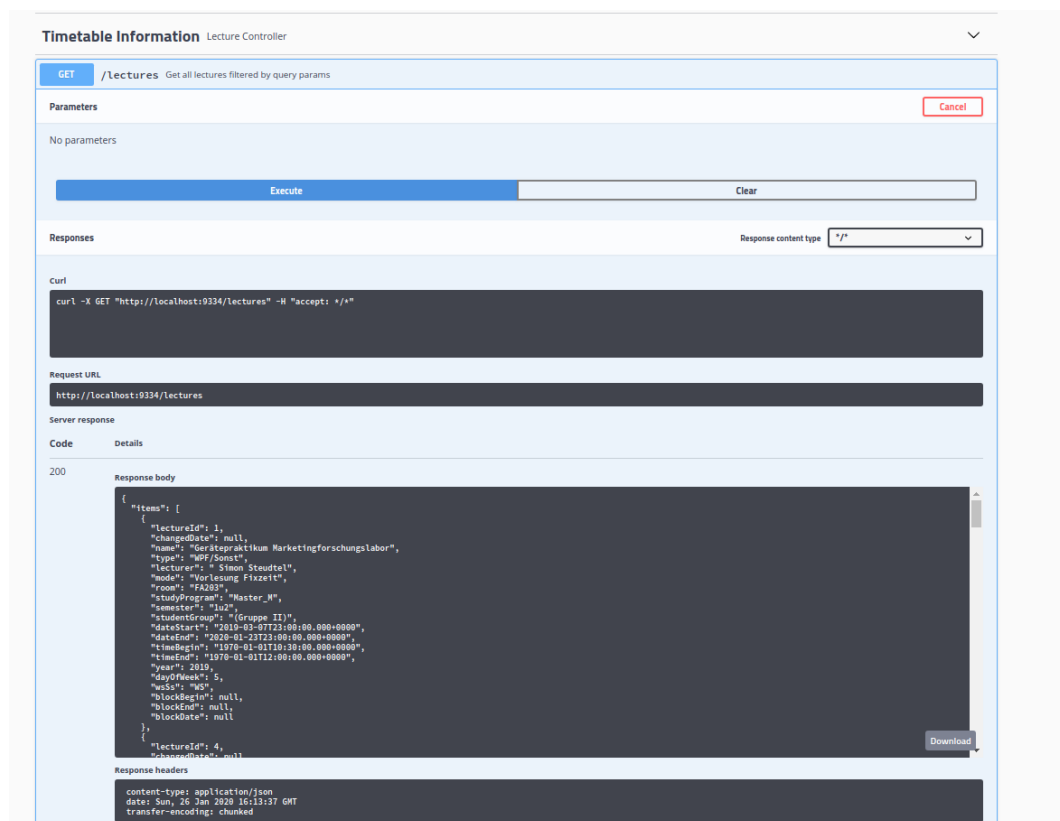 Timetable Information Lecture Controller
GET /lectures Get all lectures filtered by query params
Parameters Cancel
No parameters
Execute Clear
Responses Response content type */*
Curl
curl -X GET "http://localhost:9334/lectures" -H "accept: */*"
Request URL
http://localhost:9334/lectures
Server response
Code Details
200
Response body
{
"items": [
{
"lectureId": 1,
"changedDate": null,
"name": "Gerätepraktikum Marketingforschungslabor",
"type": "WPF/Sonst",
"lecturer": " Simon Steudtel",
"mode": "Vorlesung Fixzeit",
"room": "FA203",
"studyProgram": "Master_M",
"semester": "1u2",
"studentGroup": "(Gruppe II)",
"dateStart": "2019-03-07T23:00:00.000+0000",
"dateEnd": "2020-01-23T23:00:00.000+0000",
"timeBegin": "1970-01-01T10:30:00.000+0000",
"timeEnd": "1970-01-01T12:00:00.000+0000",
"year": 2019,
"dayOfWeek": 5,
"wsSs": "WS",
"blockBegin": null,
"blockEnd": null,
"blockDate": null
},
{
"lectureId": 4,
"changedDate": null
Download
Response headers
content-type: application/json
date: Sun, 26 Jan 2020 16:13:37 GMT
transfer-encoding: chunked